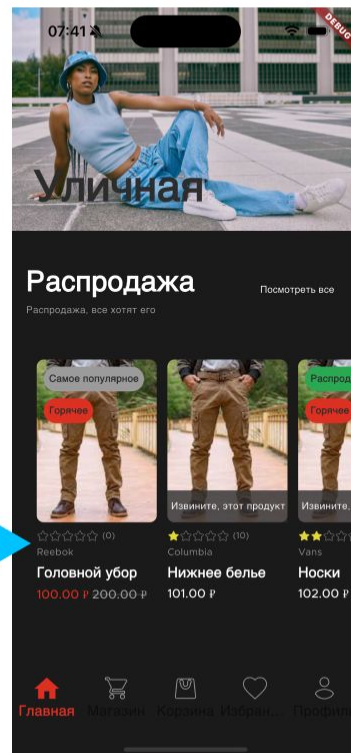 07:41
DEBUG
Уличная
Распродажа
Посмотреть все
Распродажа, все хотят его
Самое популярное
Горячее
Извините, этот продукт
Распрод
Горячее
Извините,
(0)
Reebok
Головной убор
100.00 ₽ 200.00 ₽
(10)
Columbia
Нижнее белье
101.00 ₽
Vans
Носки
102.00 ₽
Главная
Магазин
Корзина
Избран...
Профиль